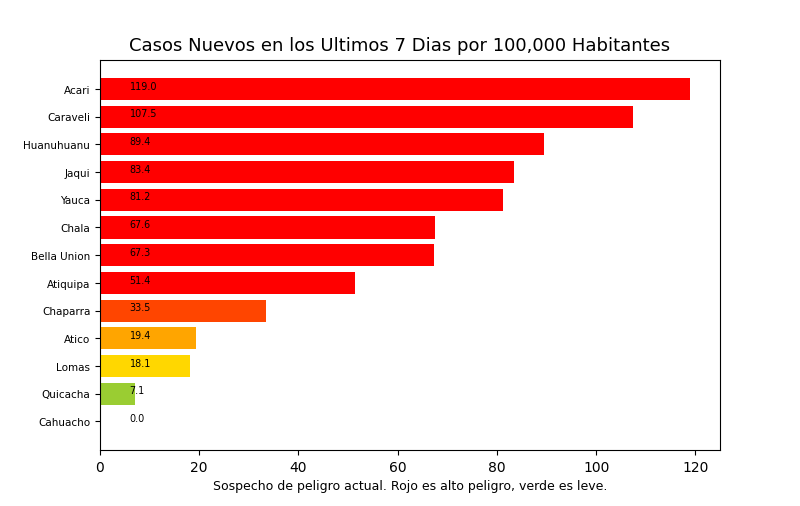 Casos Nuevos en los Ultimos 7 Dias por 100,000 Habitantes
Acari 119.0
Caraveli 107.5
Huanuhuanu 89.4
Jaqui 83.4
Yauca 81.2
Chala 67.6
Bella Union 67.3
Atiquipa 51.4
Chaparra 33.5
Atico 19.4
Lomas 18.1
Quicacha 7.1
Cahuacho 0.0
0 20 40 60 80 100 120
Sospecho de peligro actual. Rojo es alto peligro, verde es leve.